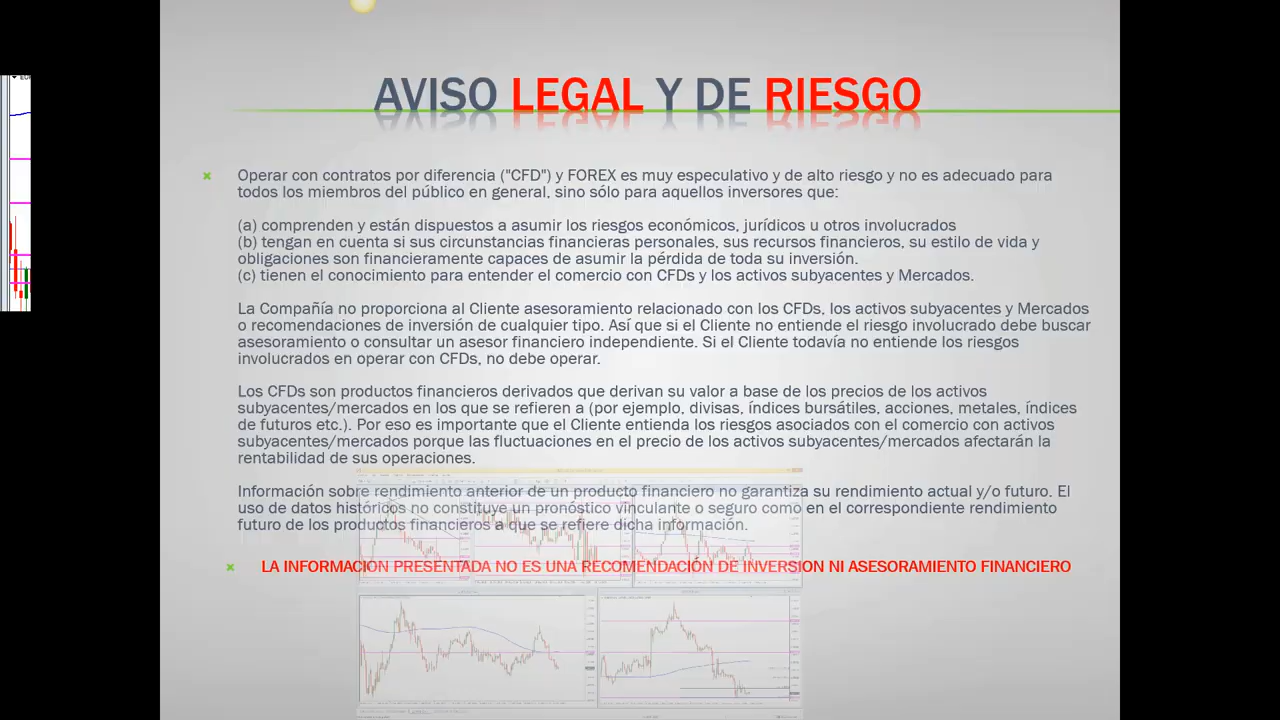 AVISO LEGAL Y DE RIESGO
Operar con contratos por diferencia ("CFD") y FOREX es muy especulativo y de alto riesgo y no es adecuado para
todos los miembros del público en general, sino sólo para aquellos inversores que:
(a) comprenden y están dispuestos a asumir los riesgos económicos, jurídicos u otros involucrados
(b) tengan en cuenta si sus circunstancias financieras personales, sus recursos financieros, su estilo de vida y
obligaciones son financieramente capaces de asumir la pérdida de toda su inversión.
(c) tienen el conocimiento para entender el comercio con CFDs y los activos subyacentes y Mercados.
La Compañía no proporciona al Cliente asesoramiento relacionado con los CFDs, los activos subyacentes y Mercados
o recomendaciones de inversión de cualquier tipo. Así que si el Cliente no entiende el riesgo involucrado debe buscar
asesoramiento o consultar un asesor financiero independiente. Si el Cliente todavía no entiende los riesgos
involucrados en operar con CFDs, no debe operar.
Los CFDs son productos financieros derivados que derivan su valor a base de los precios de los activos
subyacentes/mercados en los que se refieren a (por ejemplo, divisas, índices bursátiles, acciones, metales, índices
de futuros etc.). Por eso es importante que el Cliente entienda los riesgos asociados con el comercio con activos
subyacentes/mercados porque las fluctuaciones en el precio de los activos subyacentes/mercados afectarán la
rentabilidad de sus operaciones.
Información sobre rendimiento anterior de un producto financiero no garantiza su rendimiento actual y/o futuro. El
uso de datos históricos no constituye un pronóstico vinculante o seguro como en el correspondiente rendimiento
futuro de los productos financieros a que se refiere dicha información.
LA INFORMACIÓN PRESENTADA NO ES UNA RECOMENDACIÓN DE INVERSION NI ASESORAMIENTO FINANCIERO